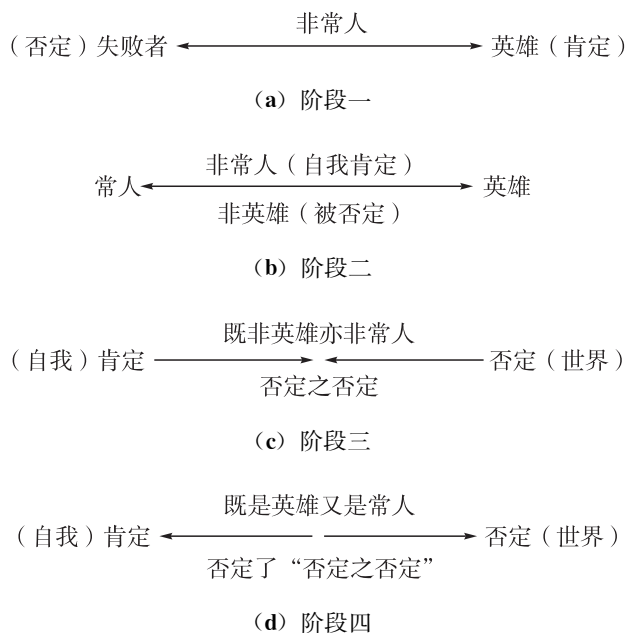 非常人
（否定）失败者 英雄（肯定）
（a）阶段一
非常人（自我肯定）
常人 英雄
非英雄（被否定）
（b）阶段二
既非英雄亦非常人
（自我）肯定 否定（世界）
否定之否定
（c）阶段三
既是英雄又是常人
（自我）肯定 否定（世界）
否定了“否定之否定”
（d）阶段四